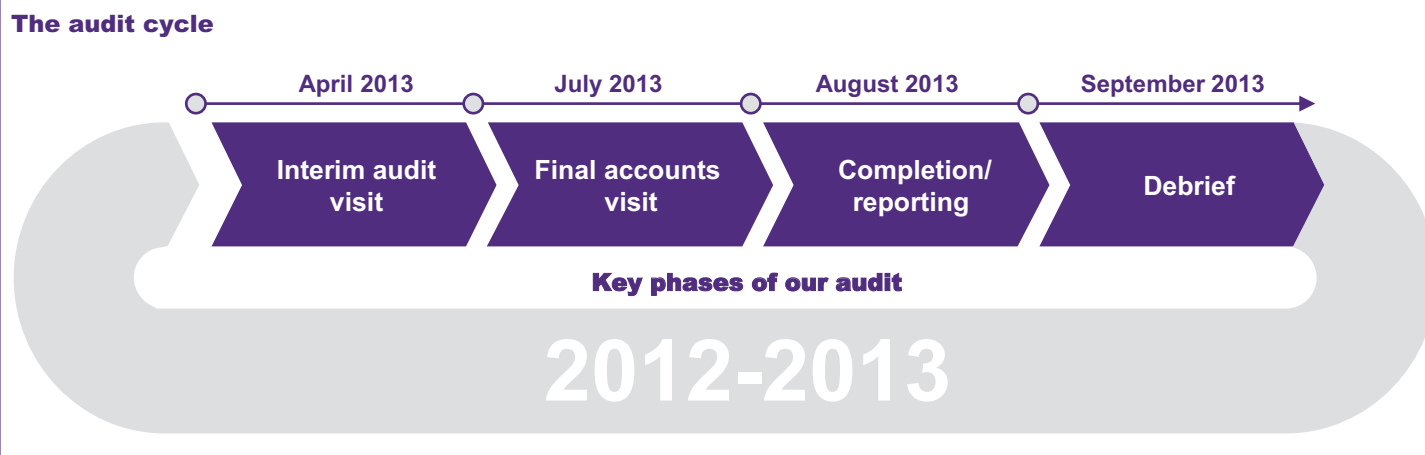 The audit cycle
April 2013
July 2013
August 2013
September 2013
Interim audit
visit
Final accounts
visit
Completion/
reporting
Debrief
Key phases of our audit
2012-2013